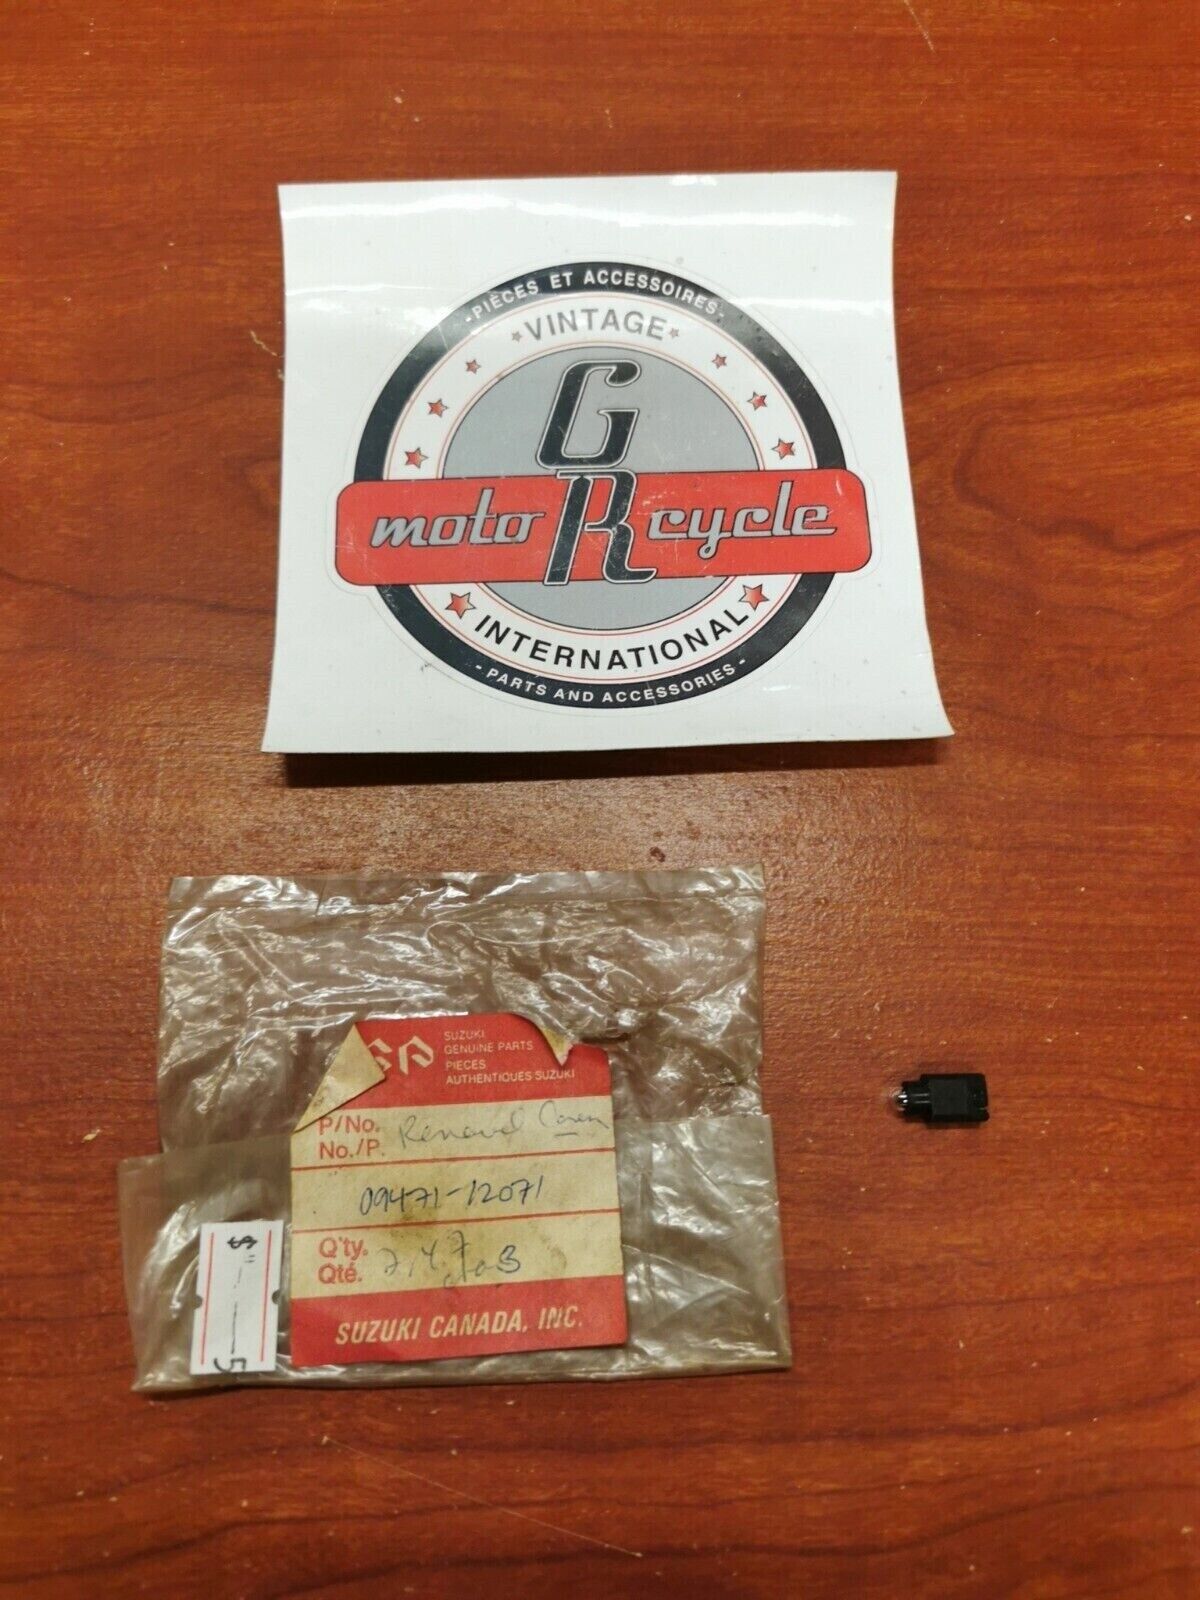 - PIÈCES ET ACCESSOIRES -
VINTAGE
G
moto R cycle
INTERNATIONAL
- PARTS AND ACCESSORIES -
SUZUKI
GENUINE PARTS
PIECES
AUTHENTIQUES SUZUKI
P/No.
No./P.
09471-12071
Q'ty.
Qté.
SUZUKI CANADA, INC.
$
5